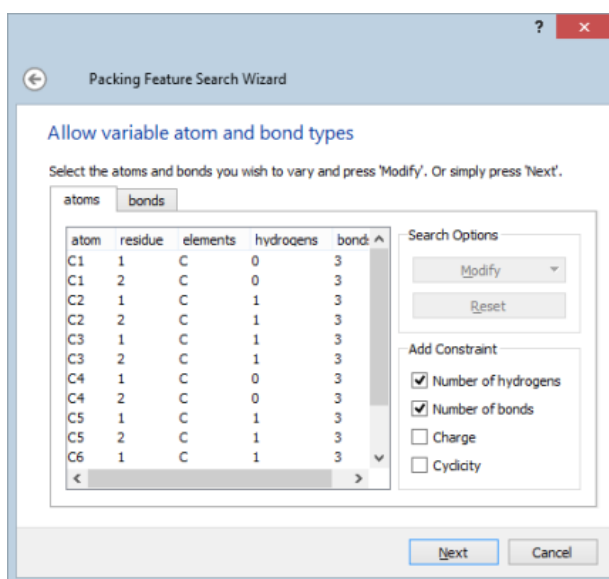 ?
Packing Feature Search Wizard
Allow variable atom and bond types
Select the atoms and bonds you wish to vary and press 'Modify'. Or simply press 'Next'.
atoms bonds
atom residue elements hydrogens bond:
C1 1 C 0 3
C1 2 C 0 3
C2 1 C 1 3
C2 2 C 1 3
C3 1 C 1 3
C3 2 C 1 3
C4 1 C 0 3
C4 2 C 0 3
C5 1 C 1 3
C5 2 C 1 3
C6 1 C 1 3
Search Options
Modify
Reset
Add Constraint
Number of hydrogens
Number of bonds
Charge
Cyclicity
Next Cancel